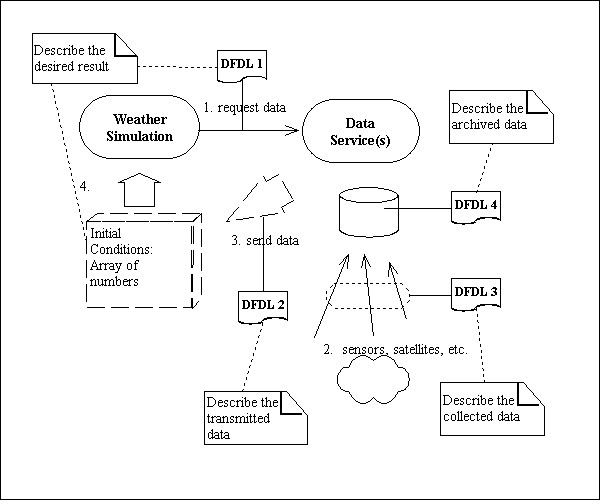 Describe the
desired result
DFDL 1
1. request data
Weather
Simulation
Data
Service(s)
Describe the
archived data
4.
DFDL 4
Initial
Conditions:
Array of
numbers
3. send data
DFDL 2
DFDL 3
2. sensors, satellites, etc.
Describe the
transmitted
data
Describe the
collected data